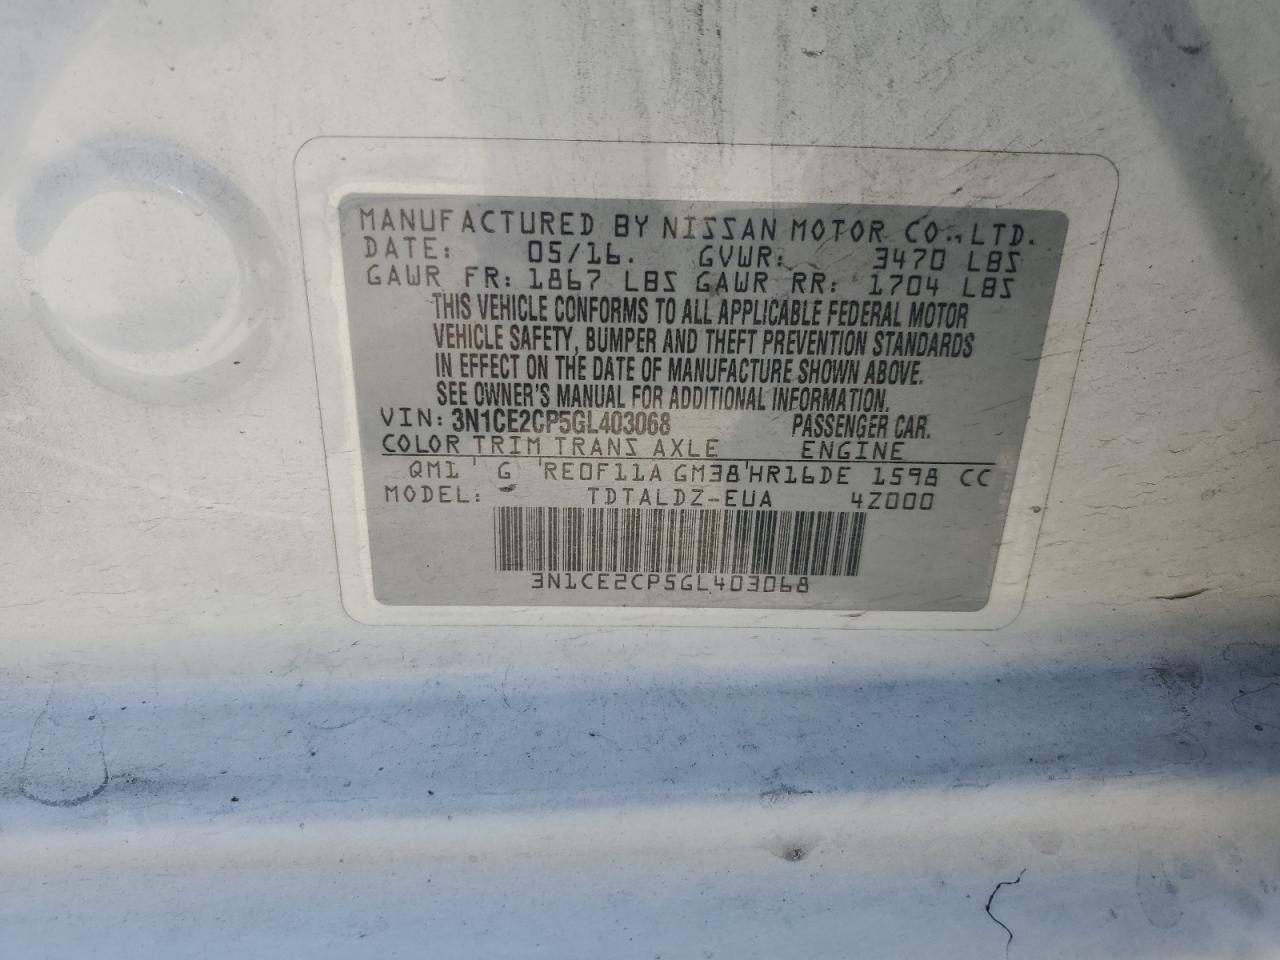 MANUFACTURED BY NISSAN MOTOR CO., LTD.
DATE: 05/16. GVWR: 3470 LBS
GAWR FR: 1867 LBS GAWR RR: 1704 LBS
THIS VEHICLE CONFORMS TO ALL APPLICABLE FEDERAL MOTOR
VEHICLE SAFETY, BUMPER AND THEFT PREVENTION STANDARDS
IN EFFECT ON THE DATE OF MANUFACTURE SHOWN ABOVE.
SEE OWNER'S MANUAL FOR ADDITIONAL INFORMATION.
VIN: 3N1CE2CP5GL403068 PASSENGER CAR.
COLOR TRIM TRANS AXLE ENGINE
QM1 G RE0F11A GM38 HR16DE 1598 CC
MODEL: TDTALDZ-EUA 4Z000
3N1CE2CP5GL403068